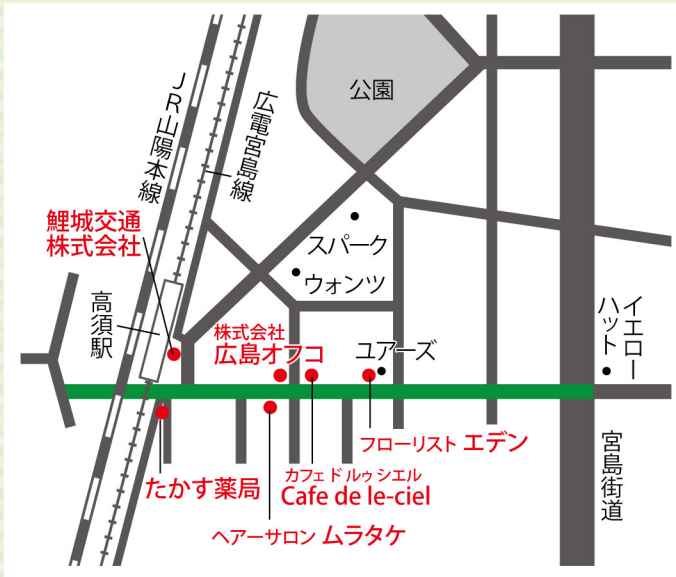 公園
JR山陽本線
広電宮島線
鯉城交通
株式会社
スパーク
ウォンツ
高須駅
株式会社
広島オフコ
ユアーズ
イエロー
ハット
フローリスト エデン
たかす薬局
カフェ ド ルゥ シエル
Cafe de le-ciel
宮島街道
ヘアーサロン ムラタケ